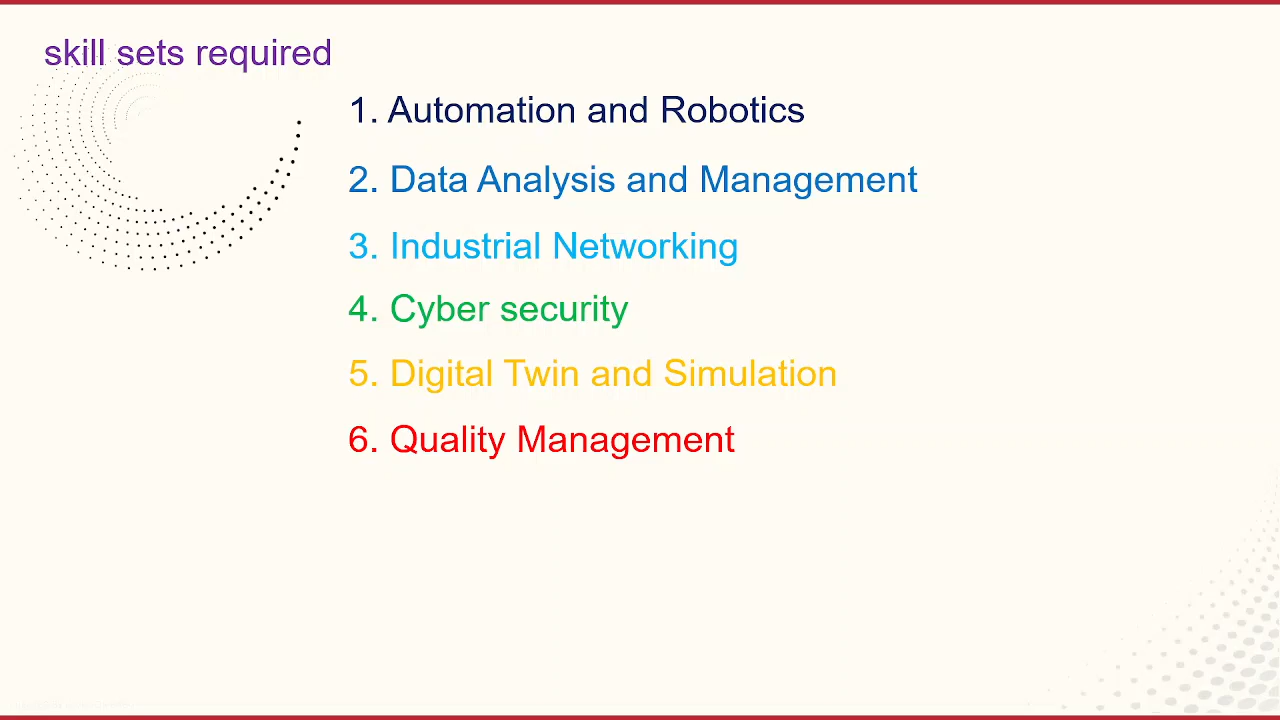 skill sets required
1. Automation and Robotics
2. Data Analysis and Management
3. Industrial Networking
4. Cyber security
5. Digital Twin and Simulation
6. Quality Management